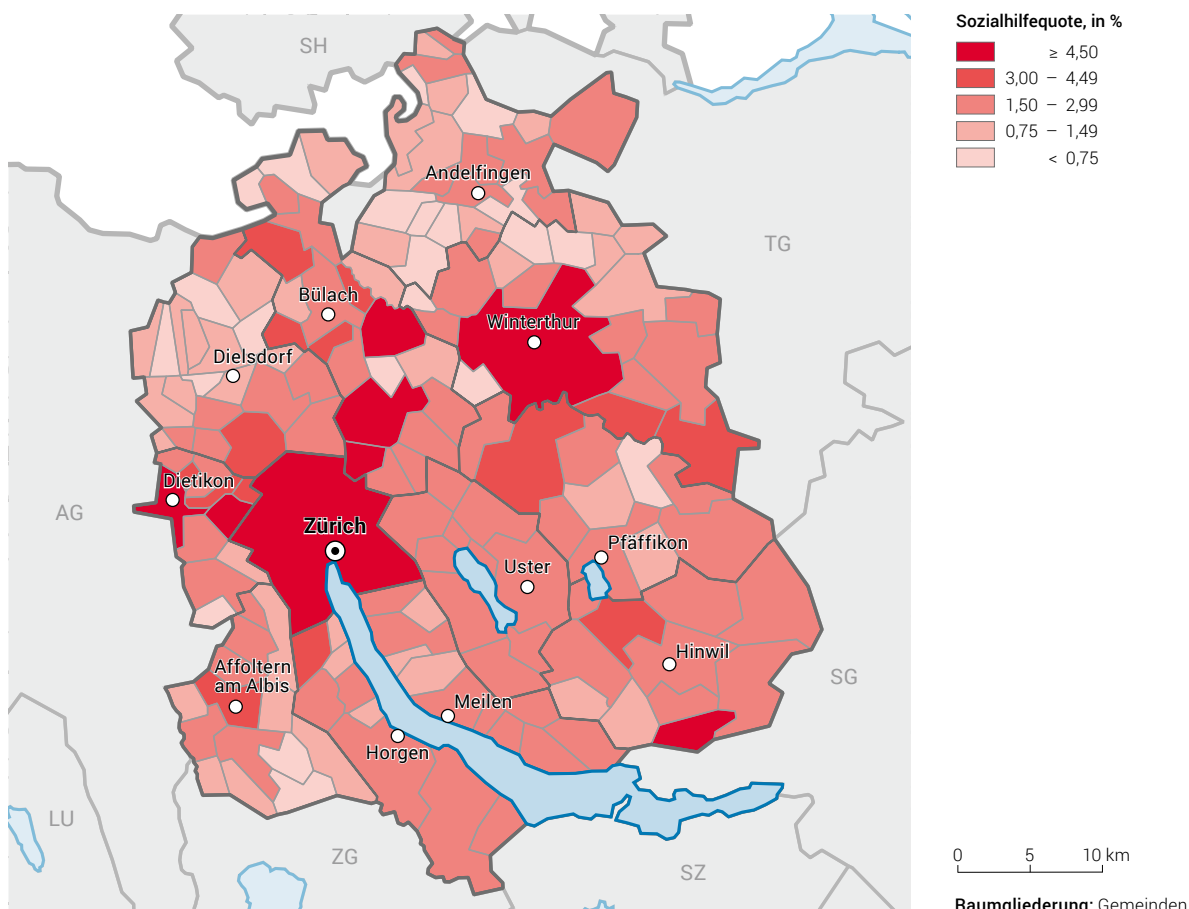 Sozialhilfequote, in %
≥ 4,50
3,00 – 4,49
1,50 – 2,99
0,75 – 1,49
< 0,75
SH
Andelfingen
TG
Bülach
Winterthur
Dielsdorf
Dietikon
AG
Zürich
Pfäffikon
Uster
Hinwil
Affoltern
am Albis
SG
Meilen
Horgen
LU
ZG
SZ
0 5 10 km
Raumgliederung: Gemeinden